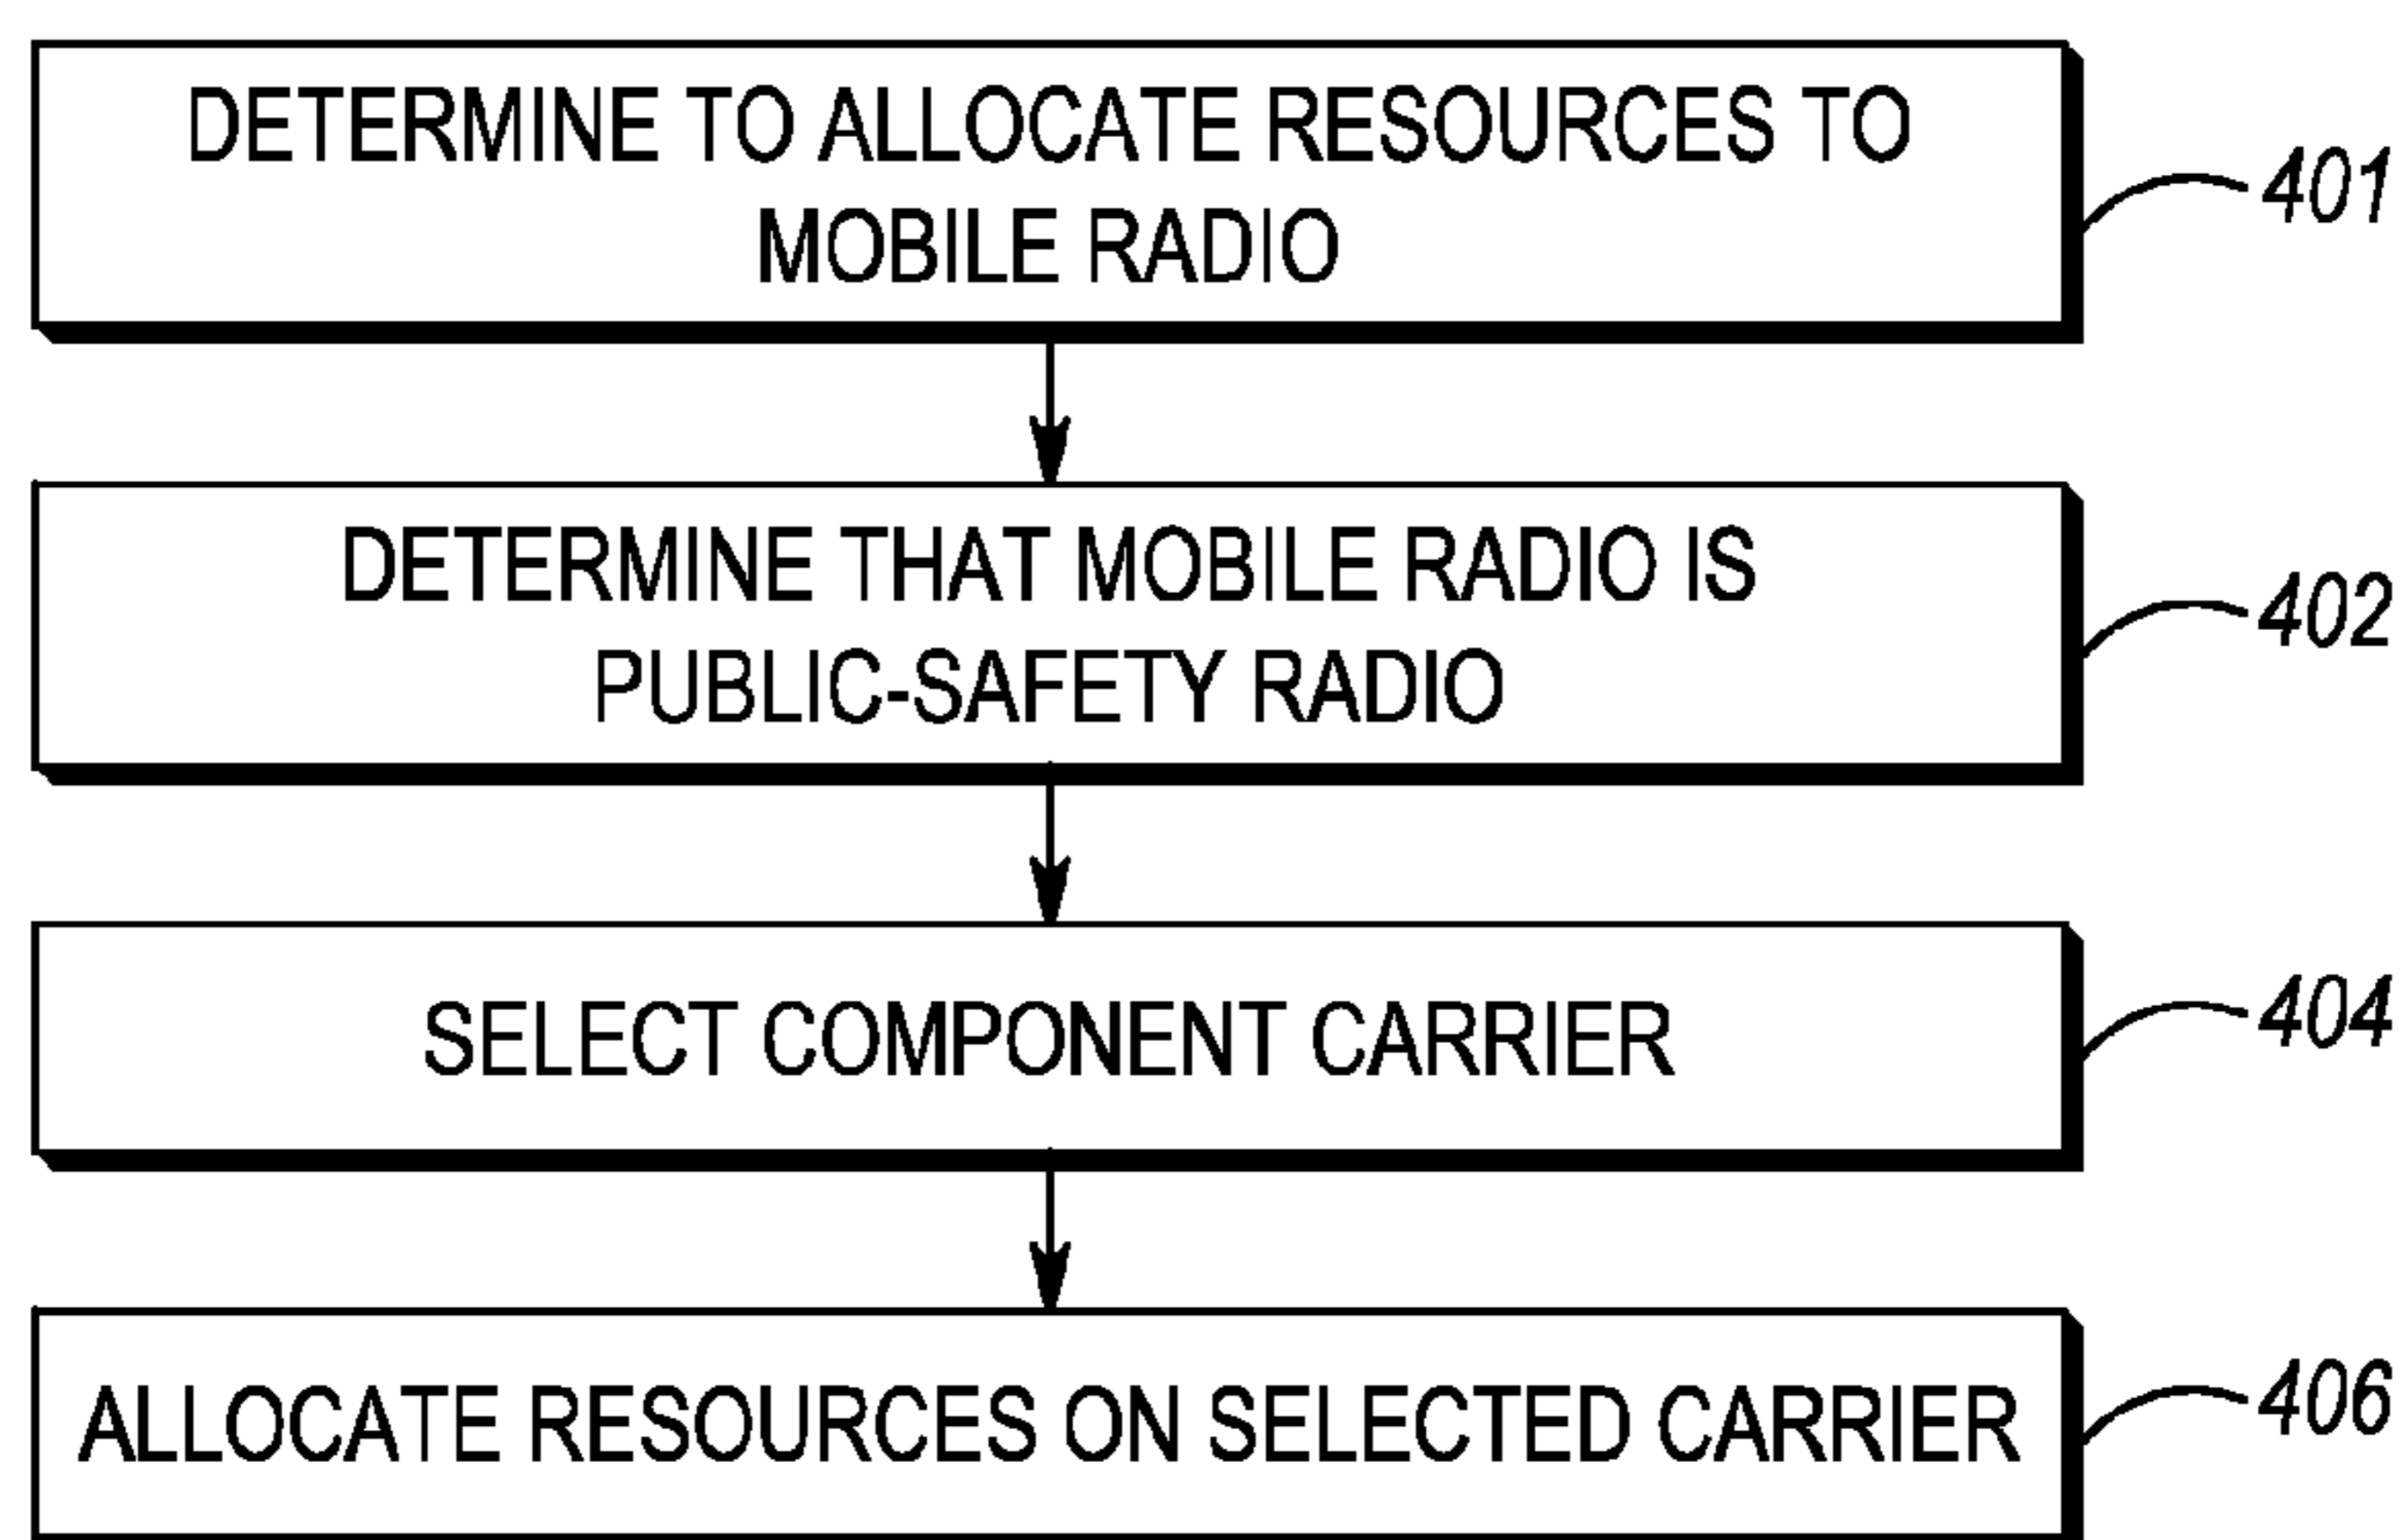 DETERMINE TO ALLOCATE RESOURCES TO
MOBILE RADIO
401
DETERMINE THAT MOBILE RADIO IS
PUBLIC-SAFETY RADIO
402
SELECT COMPONENT CARRIER
404
ALLOCATE RESOURCES ON SELECTED CARRIER
406